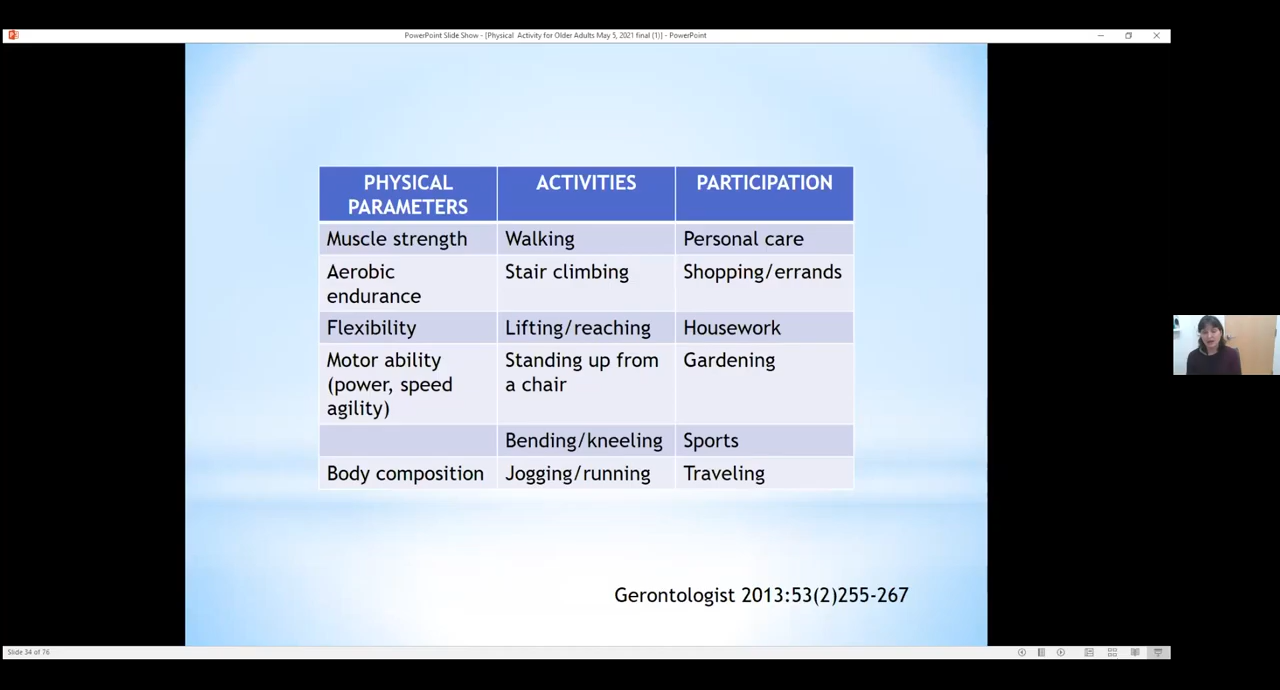 PowerPoint Slide Show - [Physical Activity for Older Adults May 5, 2021 final (1)] - PowerPoint
PHYSICAL PARAMETERS ACTIVITIES PARTICIPATION
Muscle strength Walking Personal care
Aerobic endurance Stair climbing Shopping/errands
Flexibility Lifting/reaching Housework
Motor ability (power, speed agility) Standing up from a chair Gardening
Bending/kneeling Sports
Body composition Jogging/running Traveling
Gerontologist 2013:53(2)255-267
Slide 34 of 76